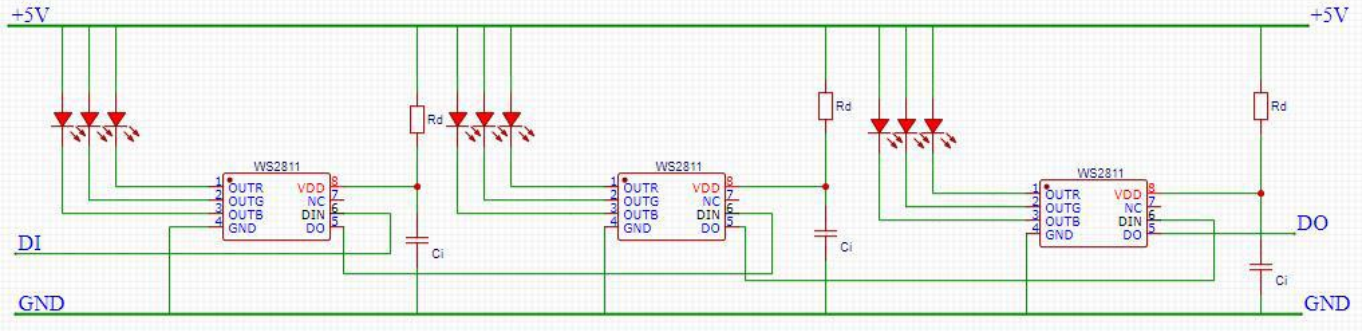 +5V
+5V
Rd
Rd
Rd
WS2811
1 OUTR VDD 8
2 OUTG NC 7
3 OUTB DIN 6
4 GND DO 5
WS2811
1 OUTR VDD 8
2 OUTG NC 7
3 OUTB DIN 6
4 GND DO 5
WS2811
1 OUTR VDD 8
2 OUTG NC 7
3 OUTB DIN 6
4 GND DO 5
DI
DO
Ci
Ci
Ci
GND
GND